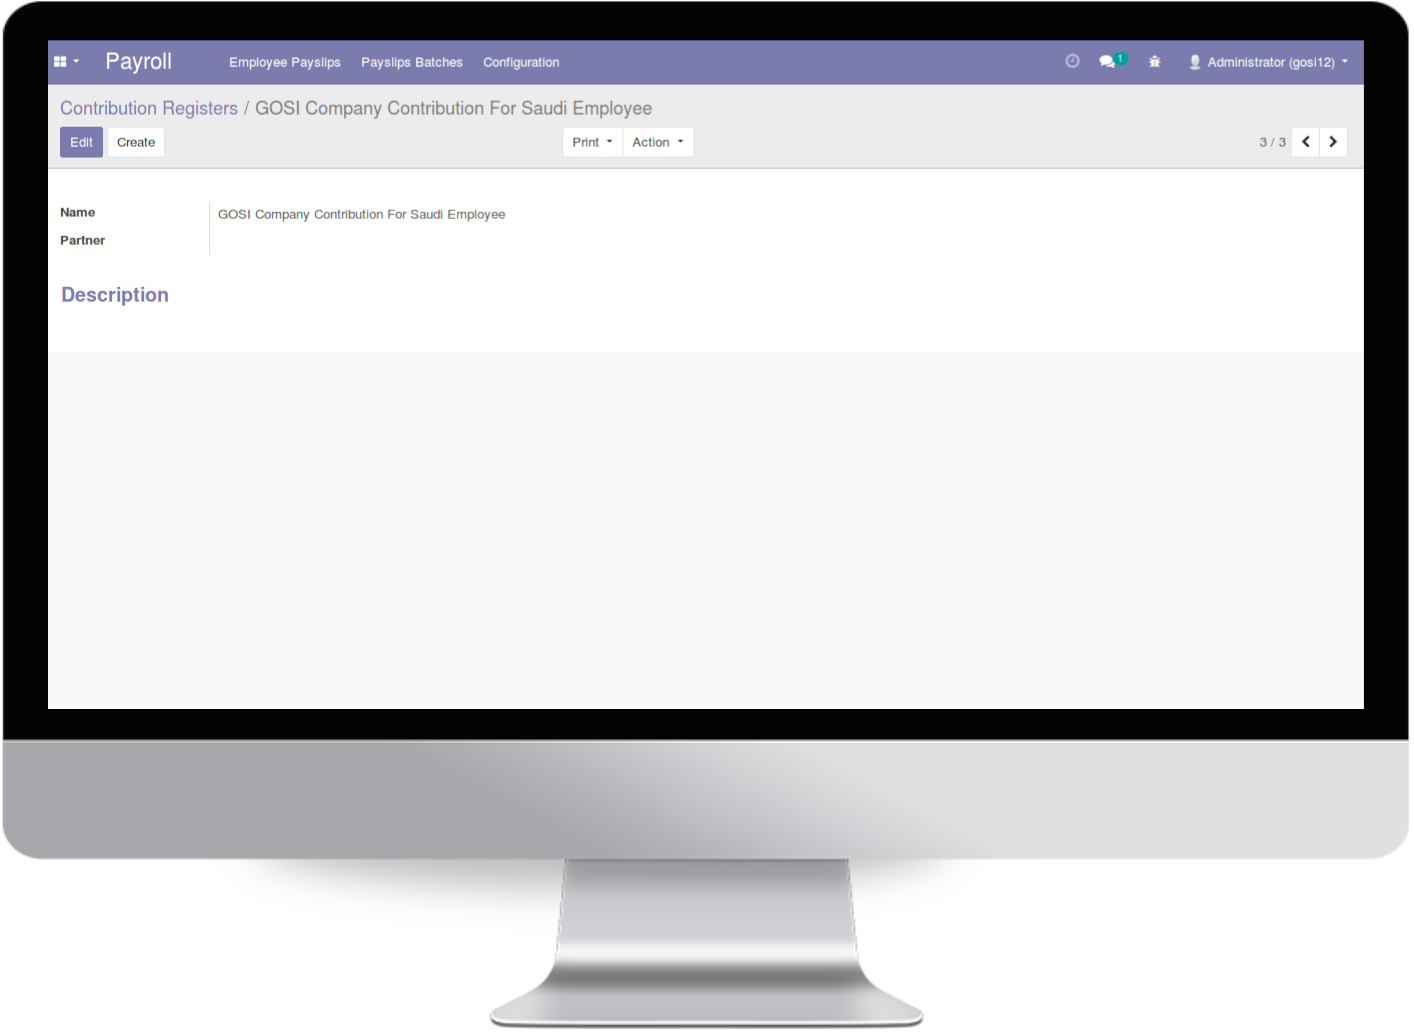 Payroll Employee Payslips Payslips Batches Configuration 1 Administrator (gosi12)
Contribution Registers / GOSI Company Contribution For Saudi Employee
Edit Create Print Action 3 / 3
Name GOSI Company Contribution For Saudi Employee
Partner
Description